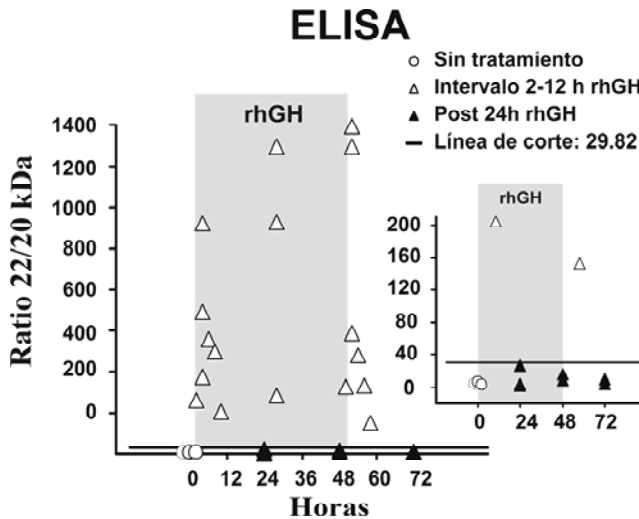 ELISA
Sin tratamiento
Intervalo 2-12 h rhGH
Post 24h rhGH
Línea de corte: 29.82
Ratio 22/20 kDa
rhGH
1400
1200
1000
800
600
400
200
0
0 12 24 36 48 60 72
Horas
rhGH
200
160
120
80
40
0
0 24 48 72